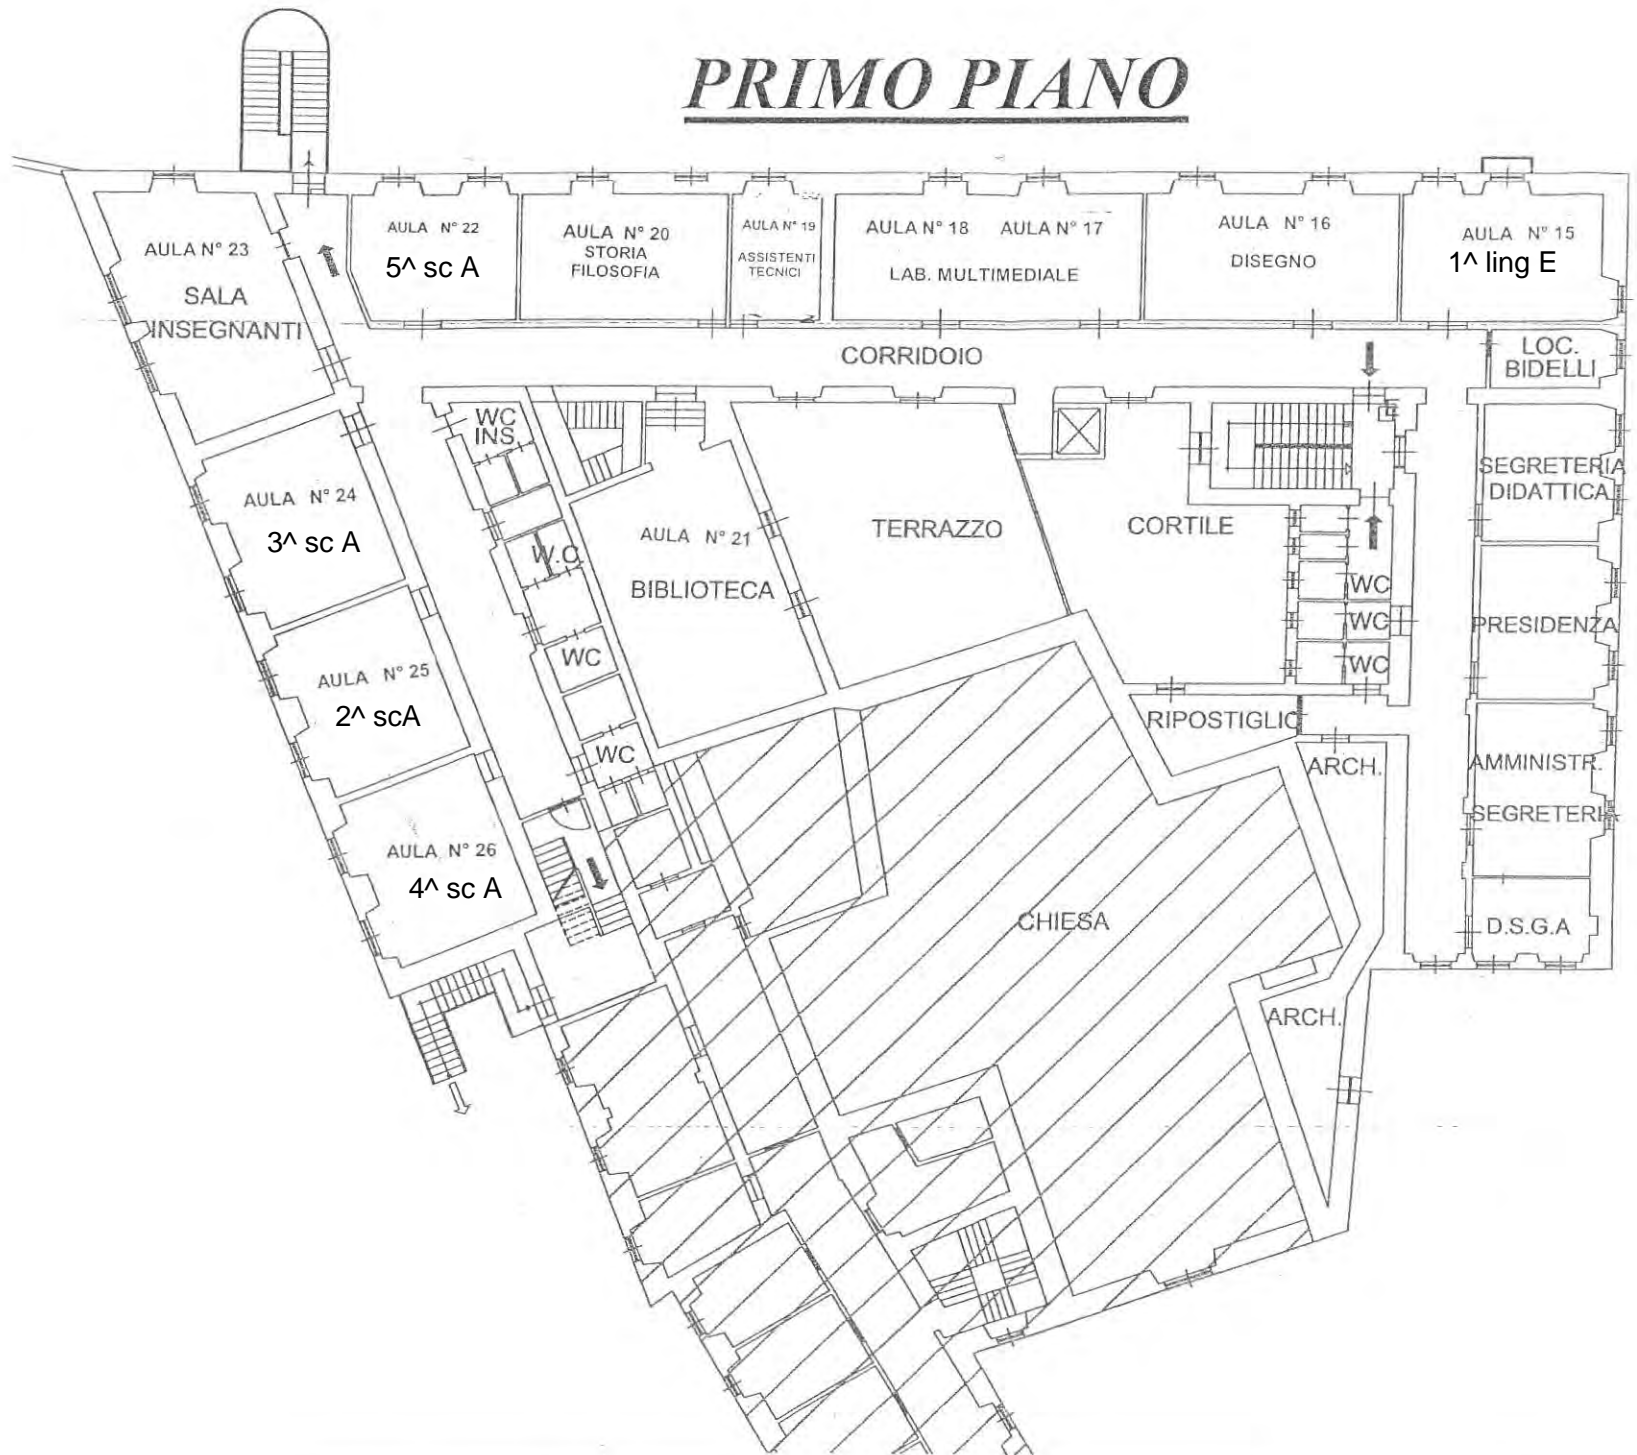 PRIMO PIANO
AULA N° 23
SALA
INSEGNANTI
AULA N° 22
5^ sc A
AULA N° 20
STORIA
FILOSOFIA
AULA N° 19
ASSISTENTI
TECNICI
AULA N° 18 AULA N° 17
LAB. MULTIMEDIALE
AULA N° 16
DISEGNO
AULA N° 15
1^ ling E
CORRIDOIO
LOC.
BIDELLI
WC
INS.
AULA N° 24
3^ sc A
W.C.
AULA N° 21
BIBLIOTECA
TERRAZZO
CORTILE
SEGRETERIA
DIDATTICA
WC
WC
WC
PRESIDENZA
AULA N° 25
2^ scA
WC
WC
RIPOSTIGLIO
ARCH.
AMMINISTR.
SEGRETERIA
AULA N° 26
4^ sc A
CHIESA
D.S.G.A
ARCH.